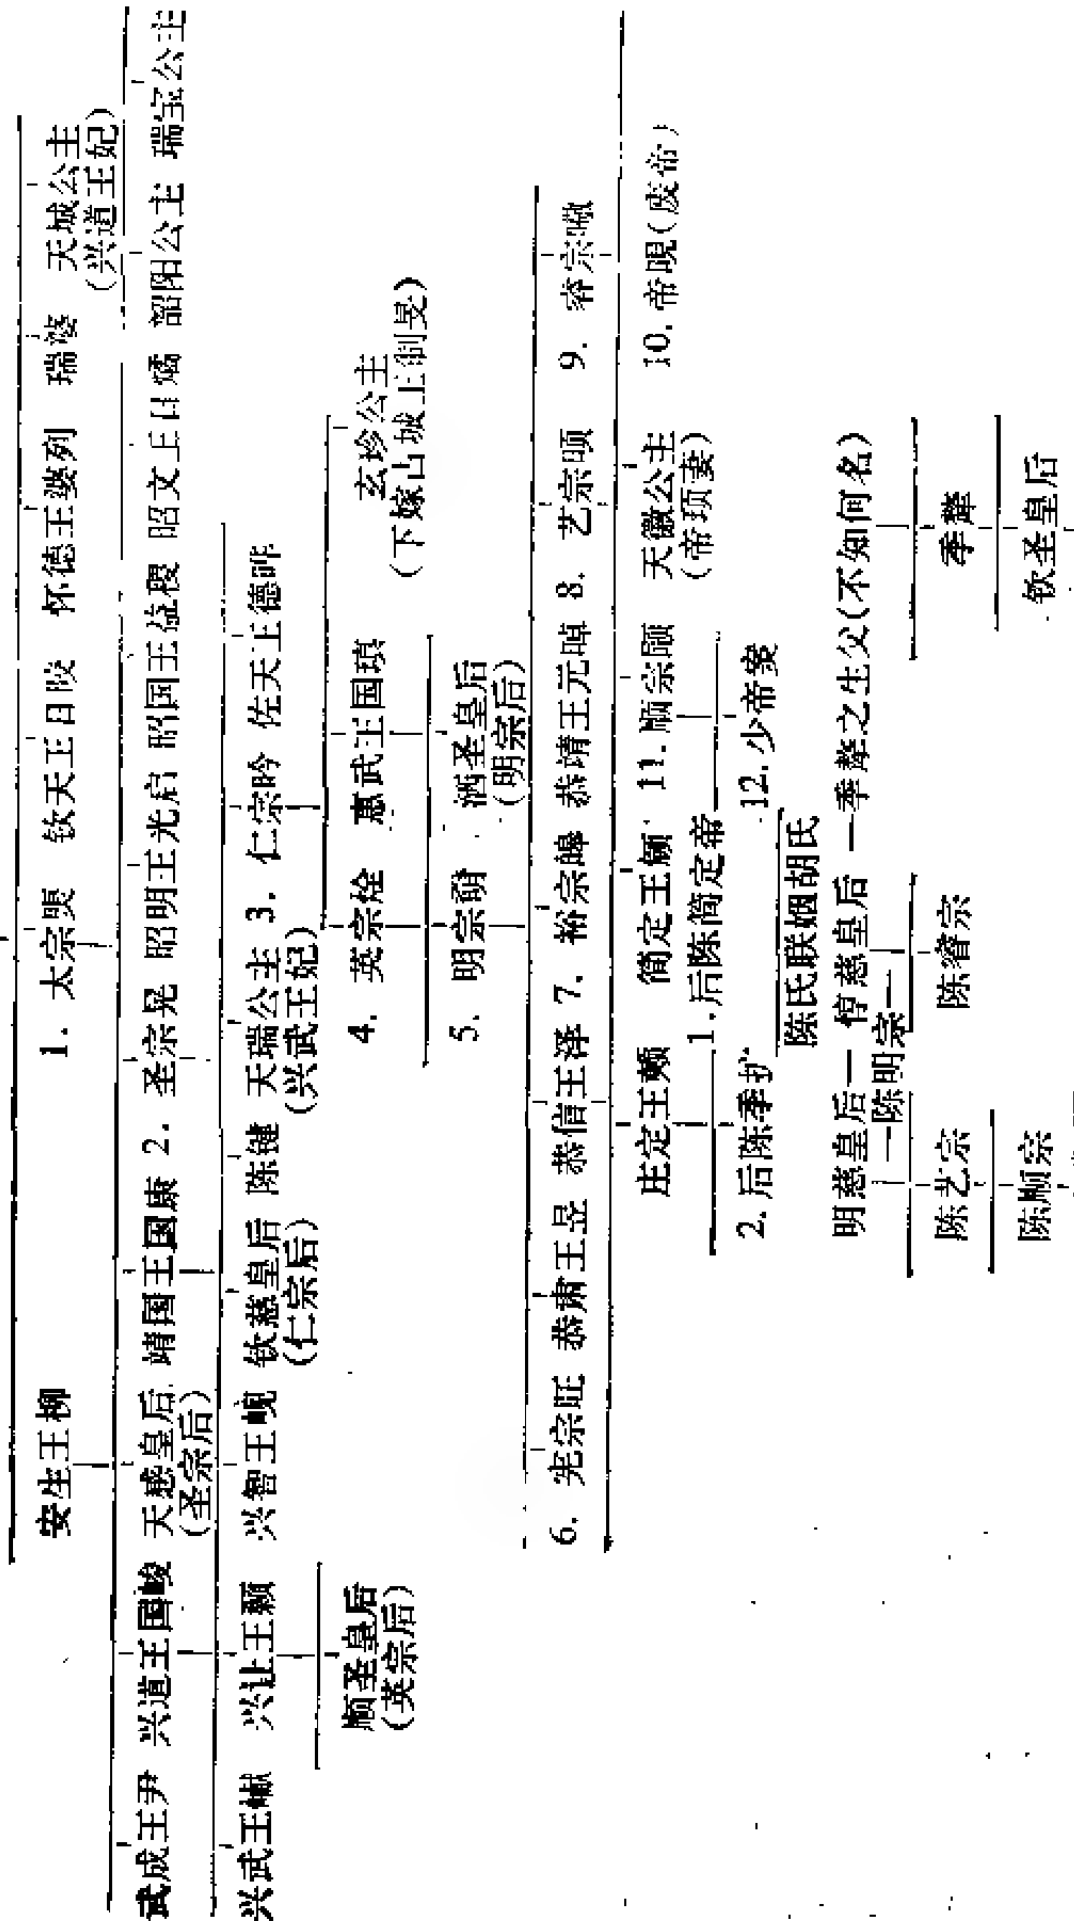 安生王柳 1. 太宗煚 钦天王日皎 怀德王婆列 瑞婆 天城公主
(兴道王妃)
武成王尹 兴道王国峻 天感皇后 靖国王国康 2. 圣宗晃 昭明王光启 昭国王益稷 昭文王日燏 韶阳公主 瑞宝公主
(圣宗后)
兴武王巘 兴让王颡 兴智王岘 钦慈皇后 陈键 天瑞公主 3. 仁宗昑 佐天王德晔
(仁宗后) (兴武王妃)
顺圣皇后 4. 英宗烇 惠武王国瑱 玄珍公主
(英宗后) (下嫁占城王制旻)
5. 明宗奣 洒圣皇后
(明宗后)
6. 宪宗旺 恭肃王昱 恭信王泽 7. 裕宗暭 恭靖王元晫 8. 艺宗暊 9. 睿宗曔
庄定王颡 简定王頠 11. 顺宗颙 天徽公主 10. 帝晛(废帝)
(帝顼妻)
1. 后陈简定帝
2. 后陈季扩 12. 少帝
陈氏联姻胡氏
明慈皇后—惇慈皇后—季犛之生父(不知何名)
—陈明宗—
陈艺宗 陈睿宗 季犛
陈顺宗 钦圣皇后